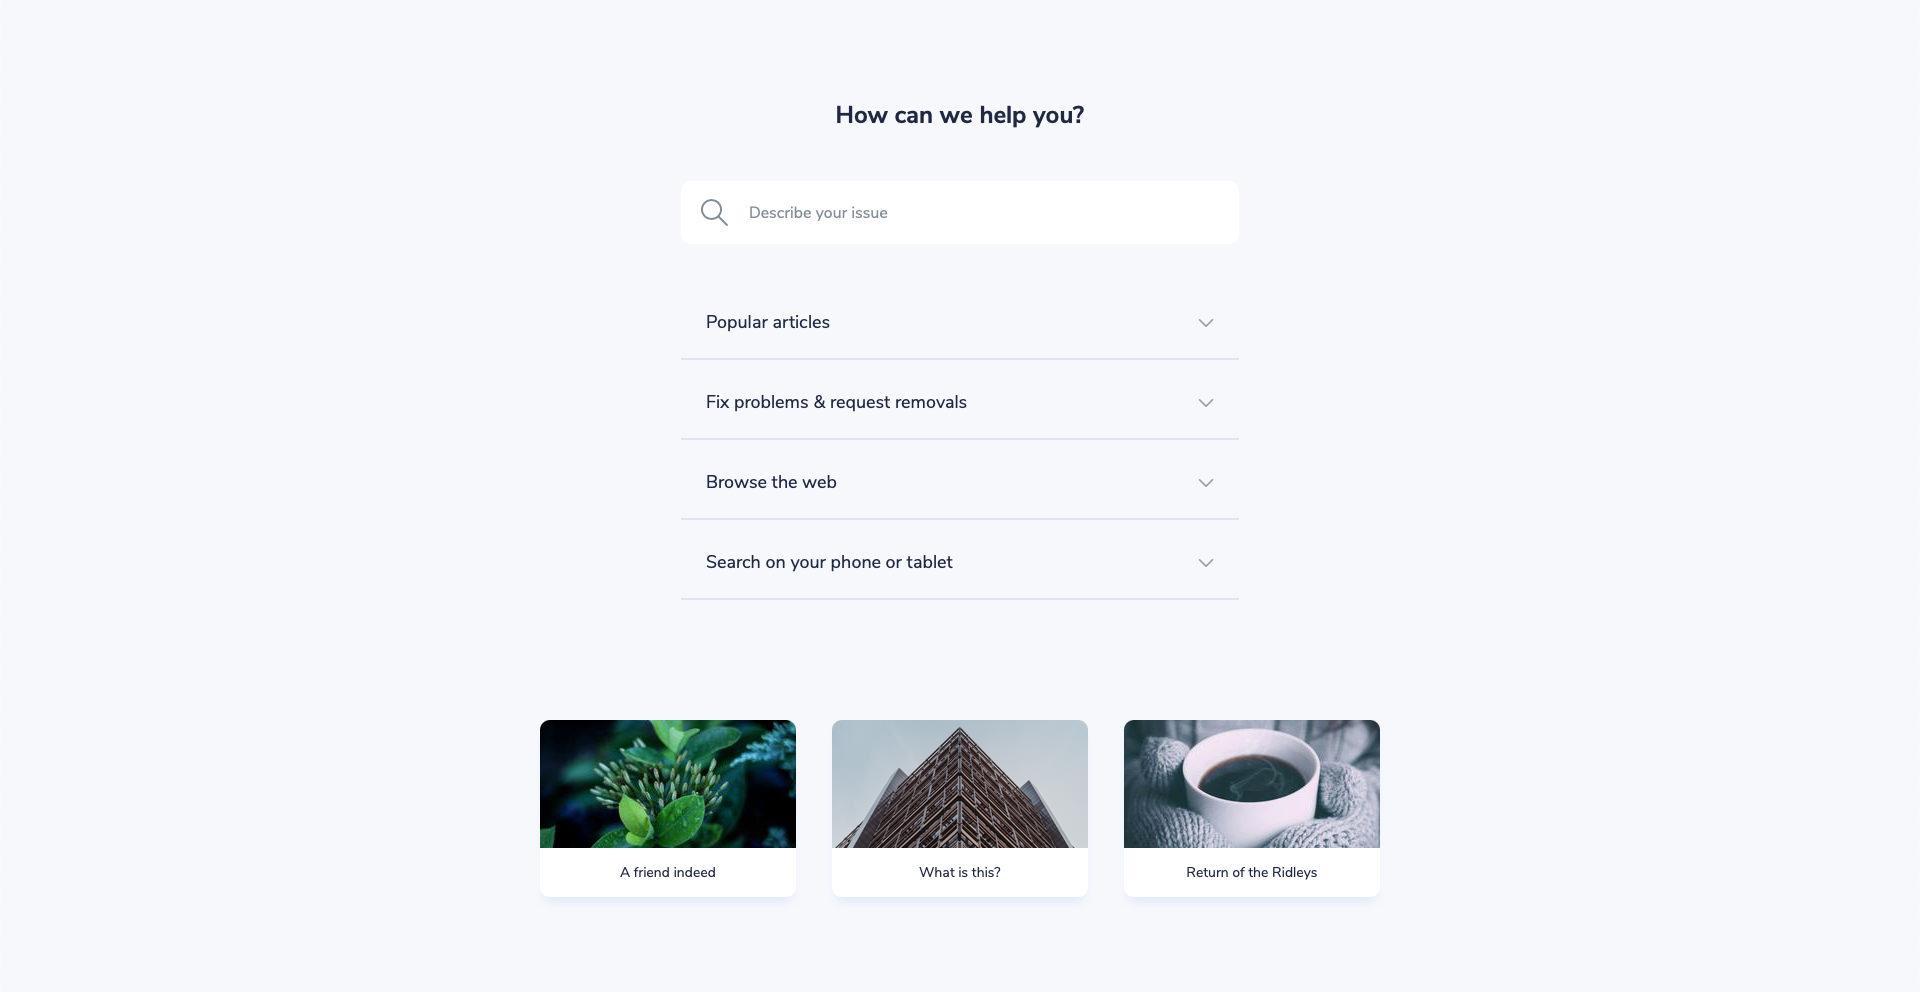 How can we help you?
Describe your issue
Popular articles
Fix problems & request removals
Browse the web
Search on your phone or tablet
A friend indeed
What is this?
Return of the Ridleys